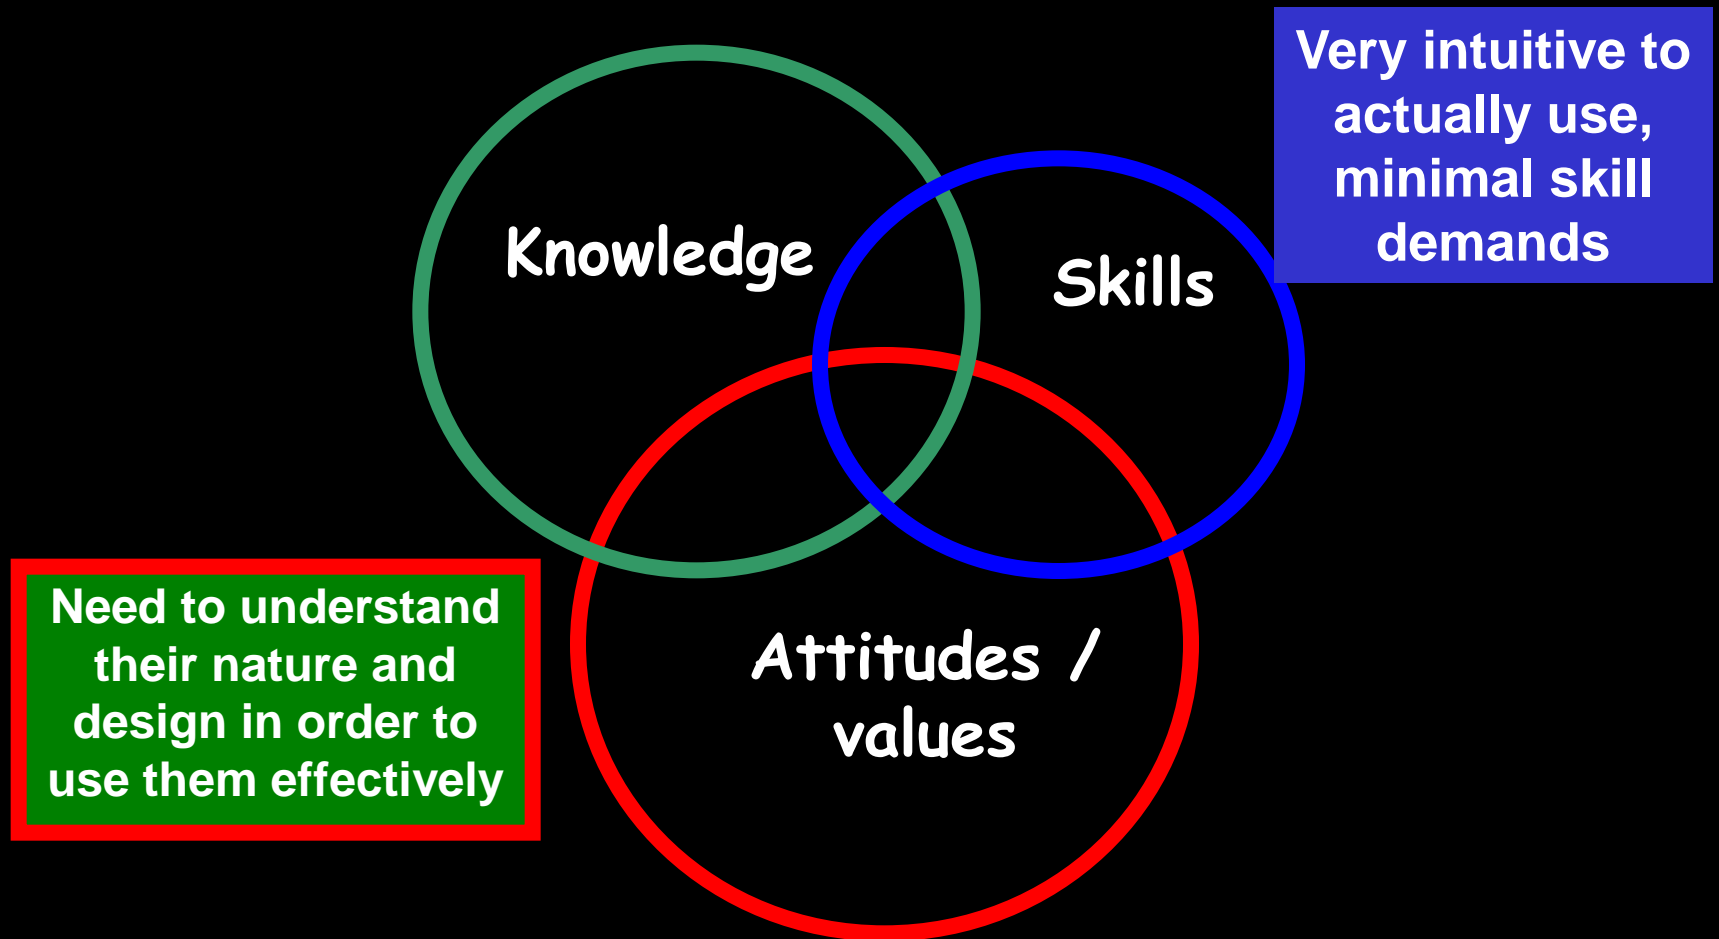 Very intuitive to
actually use,
minimal skill
demands
Knowledge
Skills
Need to understand
their nature and
design in order to
use them effectively
Attitudes /
values